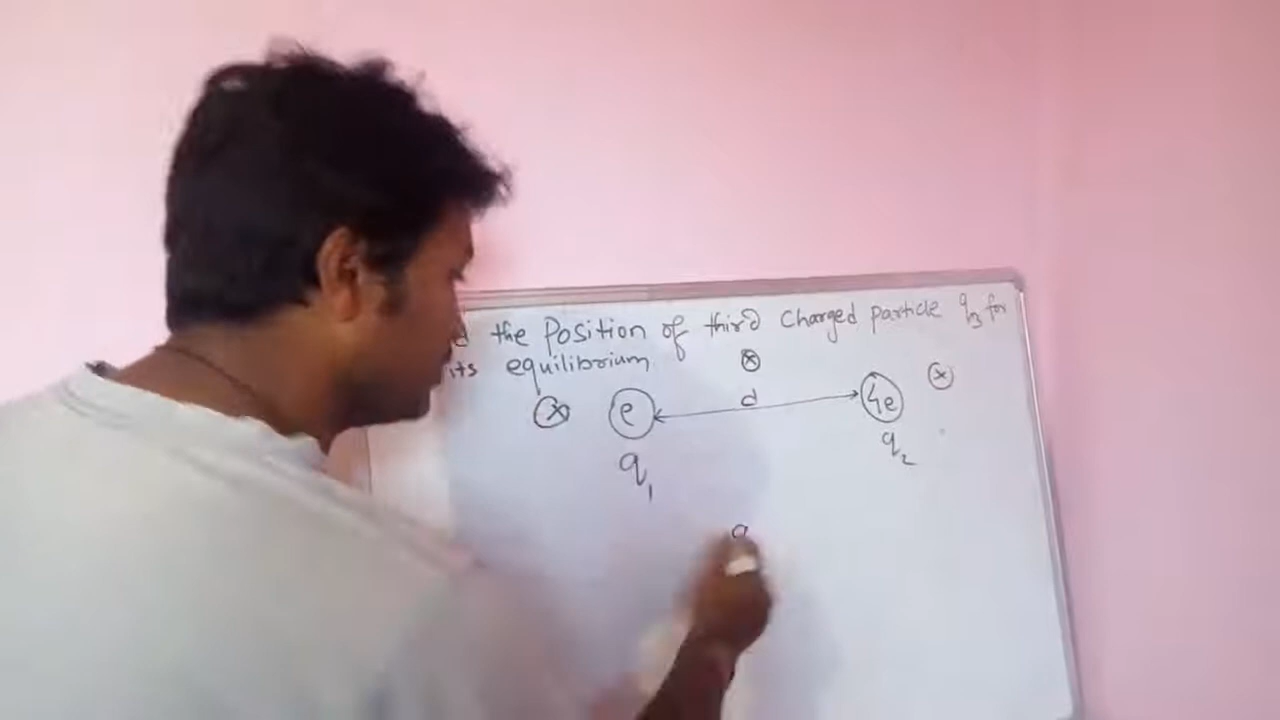 the Position of third charged particle q3 for
its equilibrium
d
e
4e
q1
q2